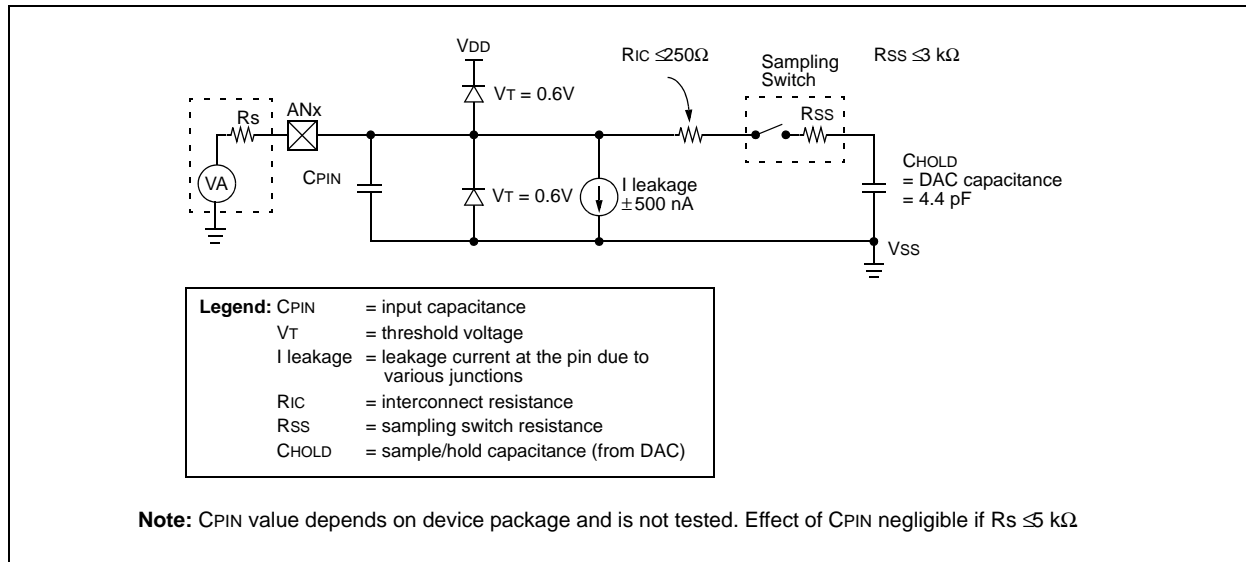 VDD
RIC ≤250Ω
Sampling
Switch
RSS ≤3 kΩ
VT = 0.6V
Rs
ANx
RSS
VA
CPIN
VT = 0.6V
I leakage
±500 nA
CHOLD
= DAC capacitance
= 4.4 pF
VSS
Legend: CPIN = input capacitance
VT = threshold voltage
I leakage = leakage current at the pin due to
various junctions
RIC = interconnect resistance
RSS = sampling switch resistance
CHOLD = sample/hold capacitance (from DAC)
Note: CPIN value depends on device package and is not tested. Effect of CPIN negligible if Rs ≤5 kΩ